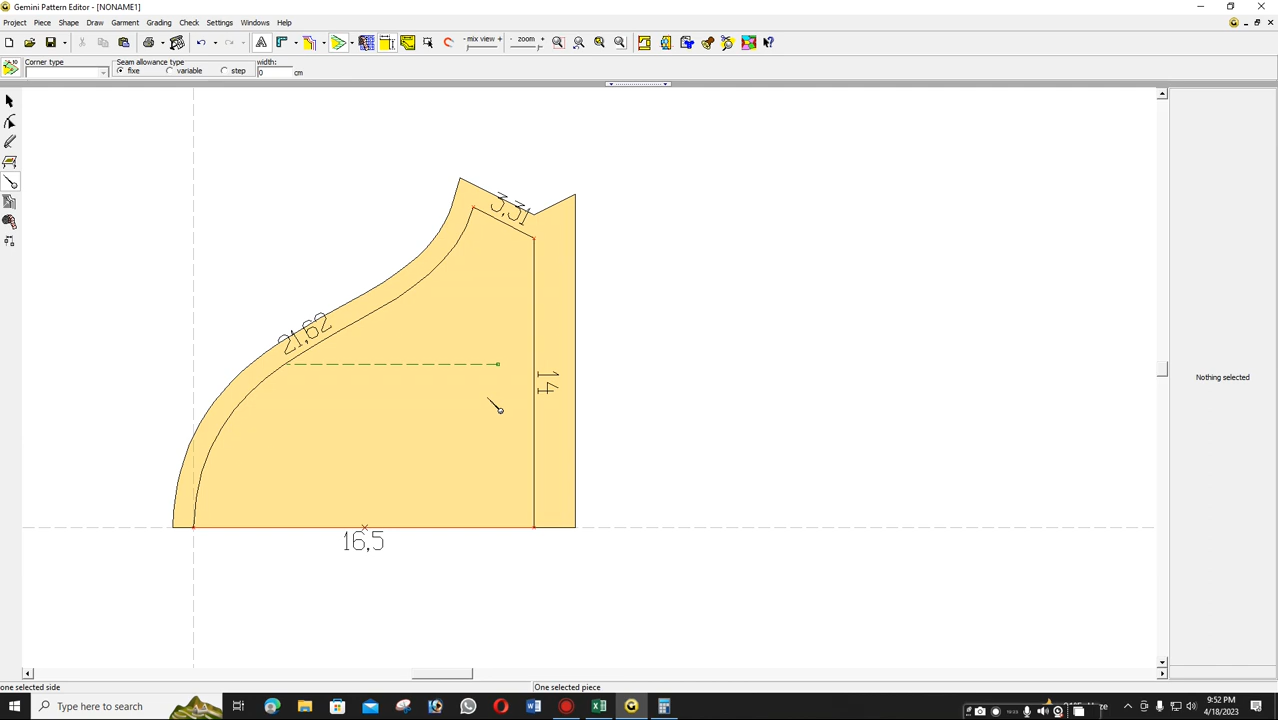 Gemini Pattern Editor - [NONAME1]
Project Piece Shape Draw Garment Grading Check Settings Windows Help
- mix view +
- zoom +
Corner type
Seam allowance type
fixe variable step
width:
0 cm
3,31
21,62
14
16,5
Nothing selected
one selected side
One selected piece
Type here to search
9:52 PM
4/18/2023